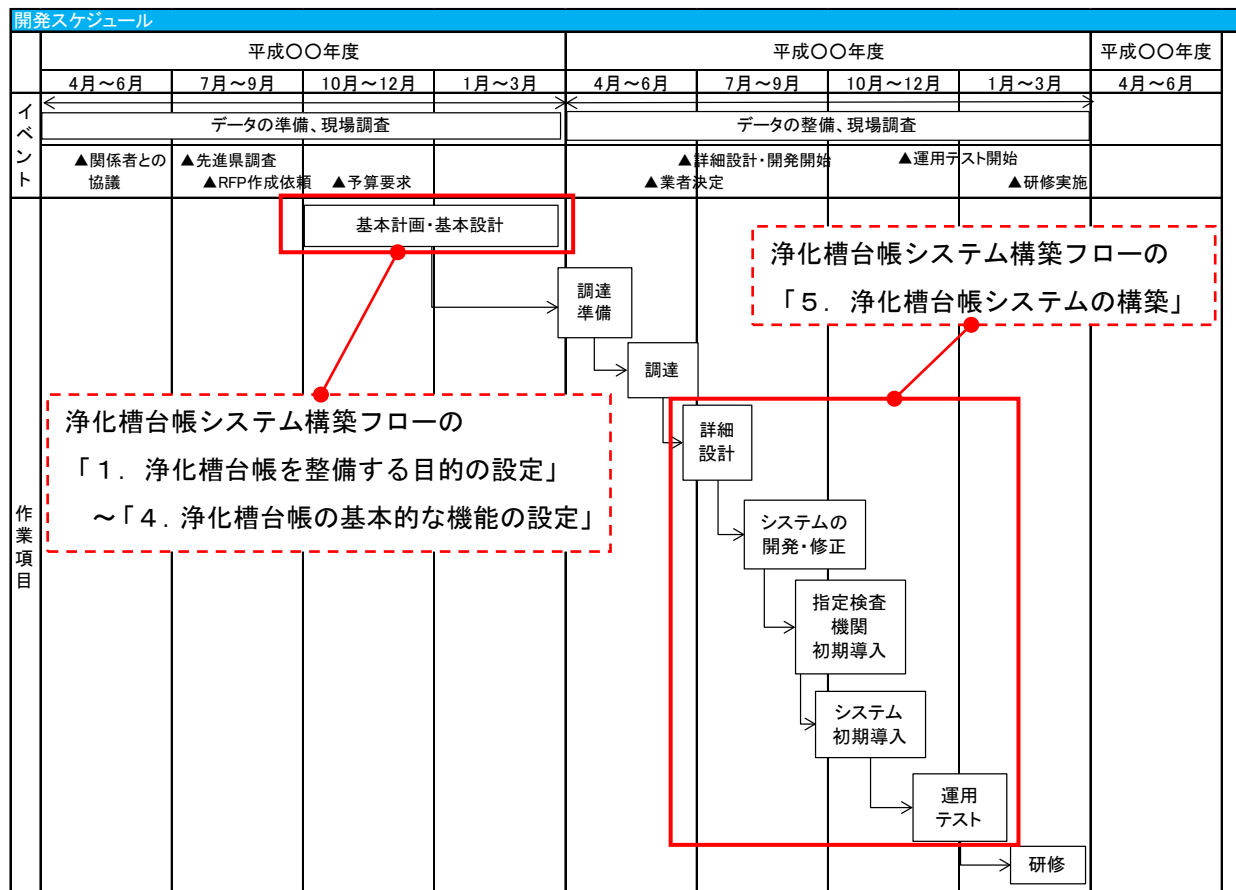 開発スケジュール
平成〇〇年度
平成〇〇年度
平成〇〇年度
4月～6月
7月～9月
10月～12月
1月～3月
4月～6月
7月～9月
10月～12月
1月～3月
4月～6月
イベント
データの準備、現場調査
データの整備、現場調査
▲関係者との
協議
▲先進県調査
▲RFP作成依頼
▲予算要求
▲詳細設計・開発開始
▲業者決定
▲運用テスト開始
▲研修実施
作業項目
基本計画・基本設計
浄化槽台帳システム構築フローの
「５．浄化槽台帳システムの構築」
調達
準備
調達
浄化槽台帳システム構築フローの
「１．浄化槽台帳を整備する目的の設定」
～「４．浄化槽台帳の基本的な機能の設定」
詳細
設計
システムの
開発・修正
指定検査
機関
初期導入
システム
初期導入
運用
テスト
研修